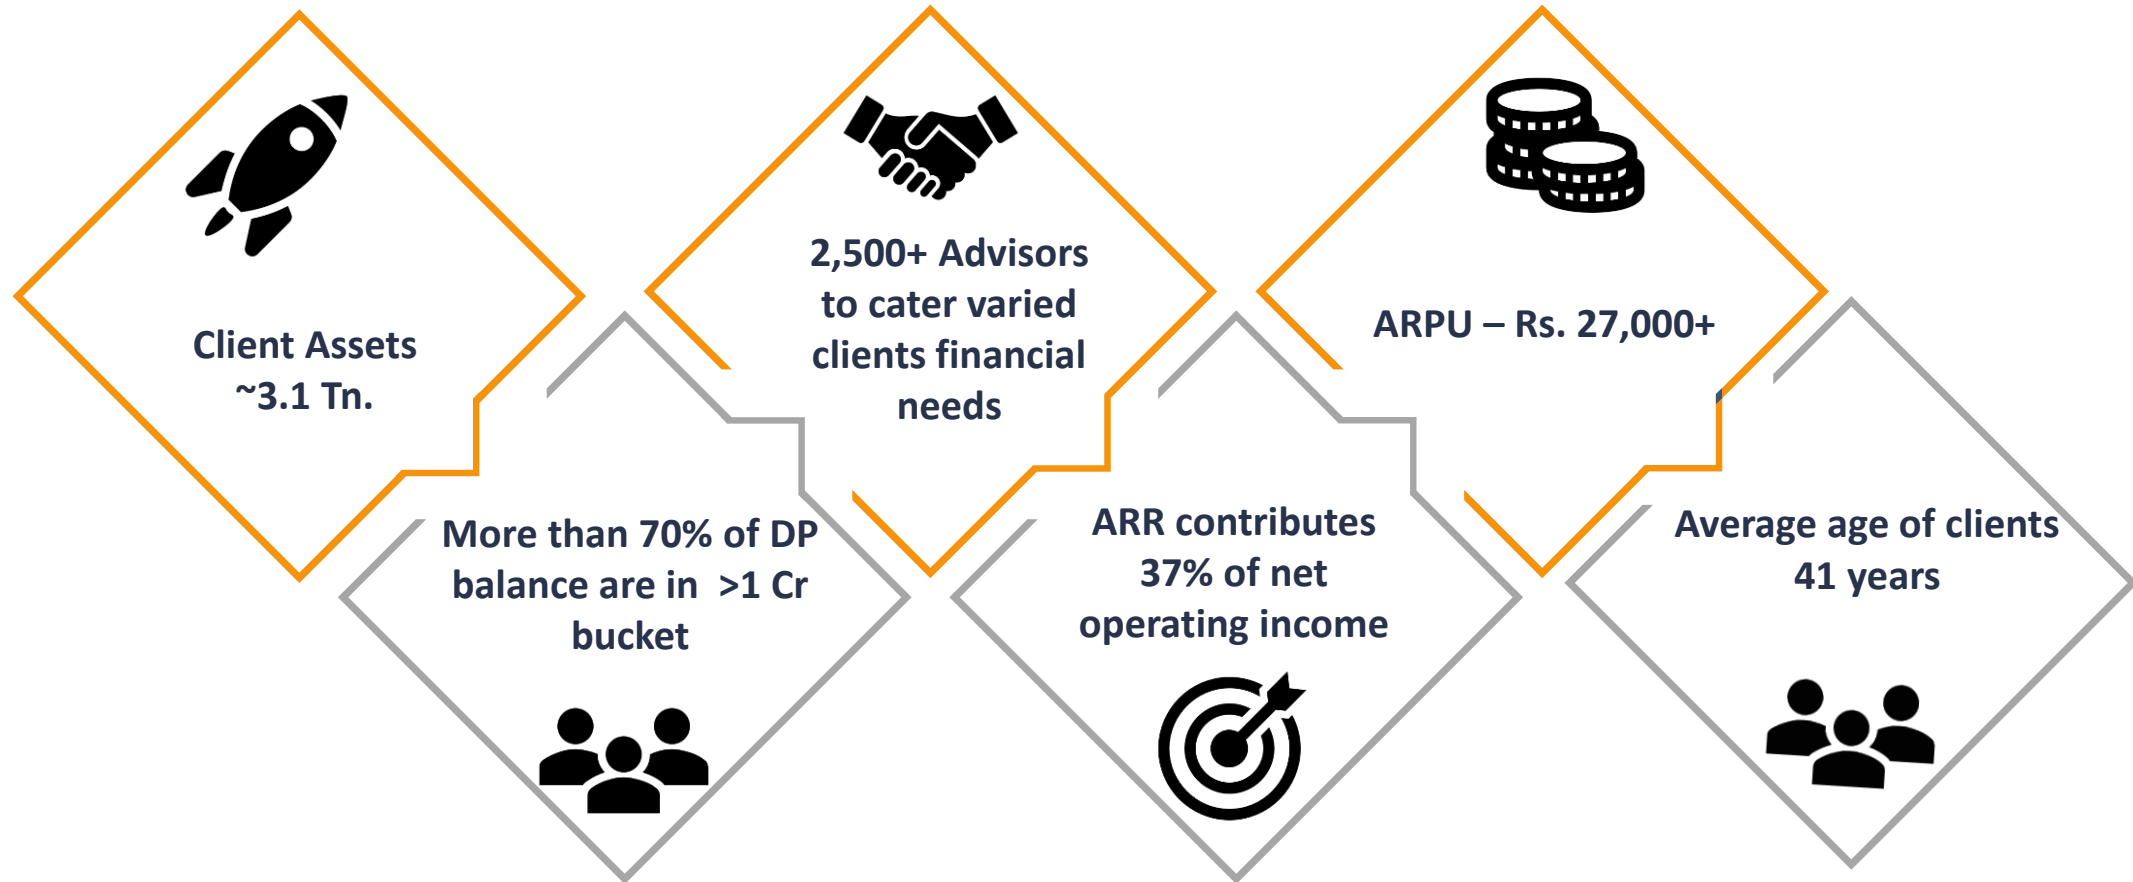 Client Assets
~3.1 Tn.
2,500+ Advisors
to cater varied
clients financial
needs
ARPU – Rs. 27,000+
More than 70% of DP
balance are in  >1 Cr
bucket
ARR contributes
37% of net
operating income
Average age of clients
41 years